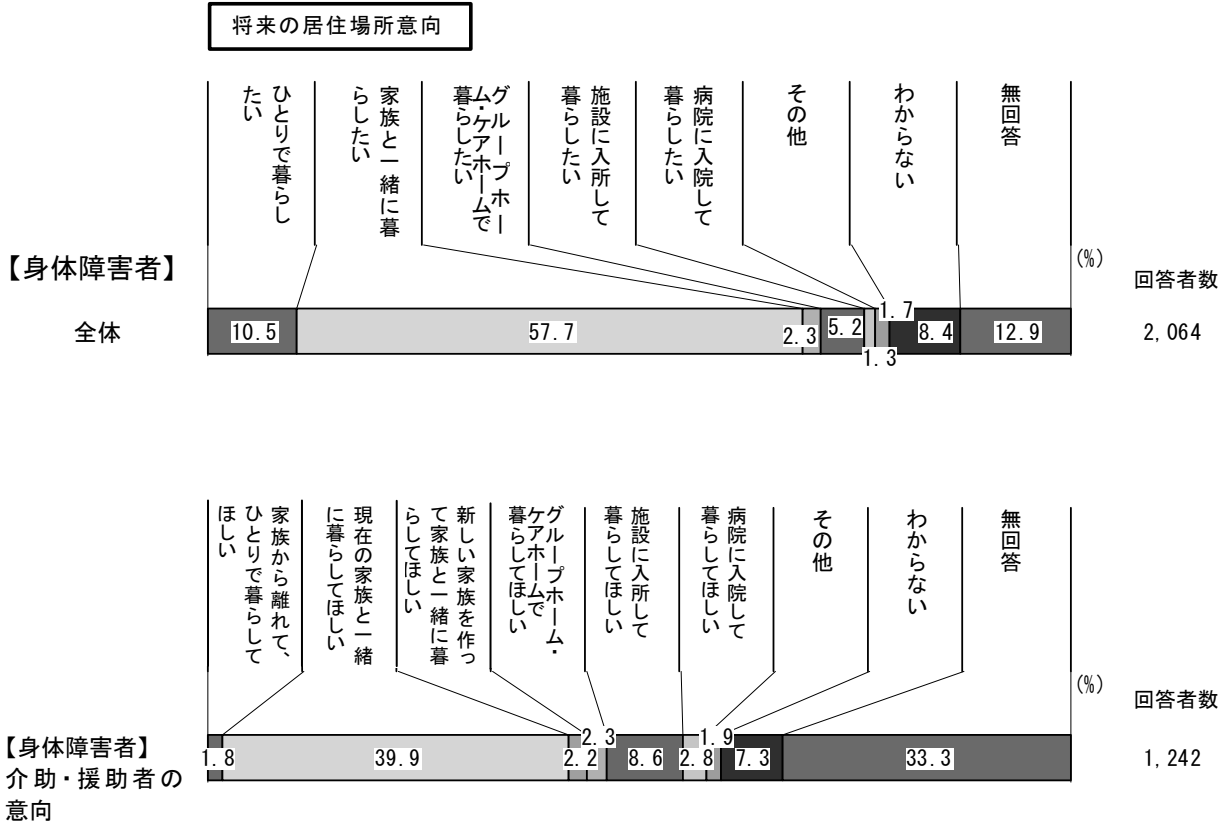 将来の居住場所意向
ひとりで暮らし
たい
家族と一緒に暮
らしたい
グループホー
ム・ケアホームで
暮らしたい
施設に入所して
暮らしたい
病院に入院して
暮らしたい
その他
わからない
無回答
(%)
【身体障害者】
回答者数
全体
10.5
57.7
2.3
5.2
1.3
1.7
8.4
12.9
2,064
家族から離れて、
ひとりで暮らして
ほしい
現在の家族と一緒
に暮らしてほしい
新しい家族を作っ
て家族と一緒に暮
らしてほしい
グループホーム・
ケアホームで
暮らしてほしい
施設に入所して
暮らしてほしい
病院に入院して
暮らしてほしい
その他
わからない
無回答
(%)
回答者数
【身体障害者】
介助・援助者の
意向
1.8
39.9
2.2
2.3
8.6
2.8
1.9
7.3
33.3
1,242